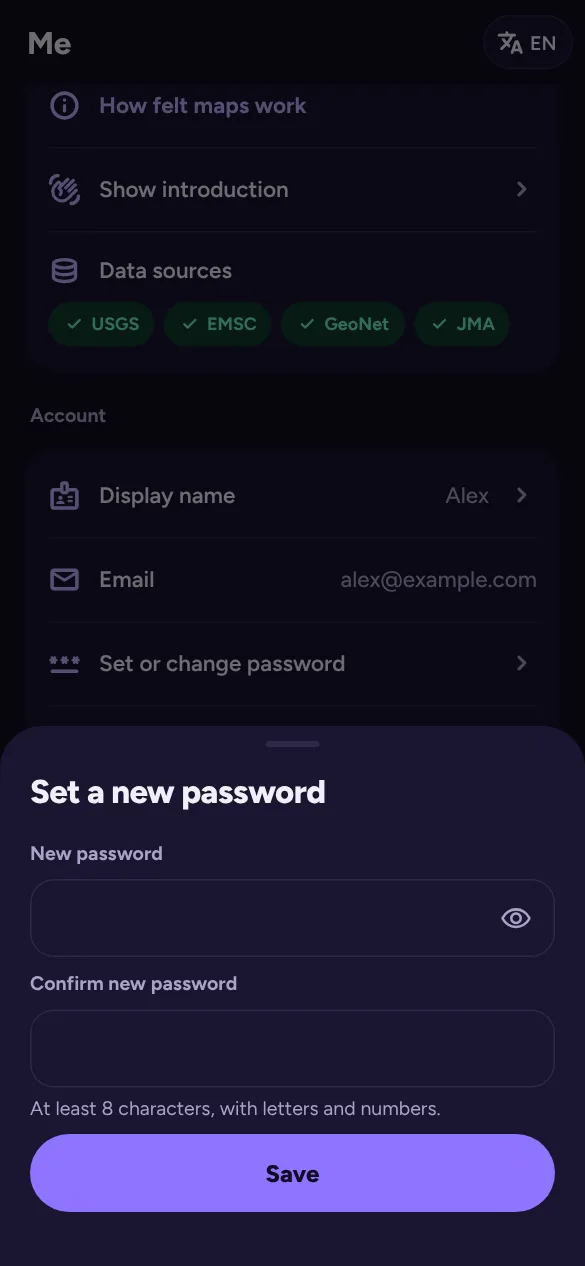 Me
EN
How felt maps work
Show introduction
Data sources
USGS
EMSC
GeoNet
JMA
Account
Display name
Alex
Email
alex@example.com
Set or change password
Set a new password
New password
Confirm new password
At least 8 characters, with letters and numbers.
Save